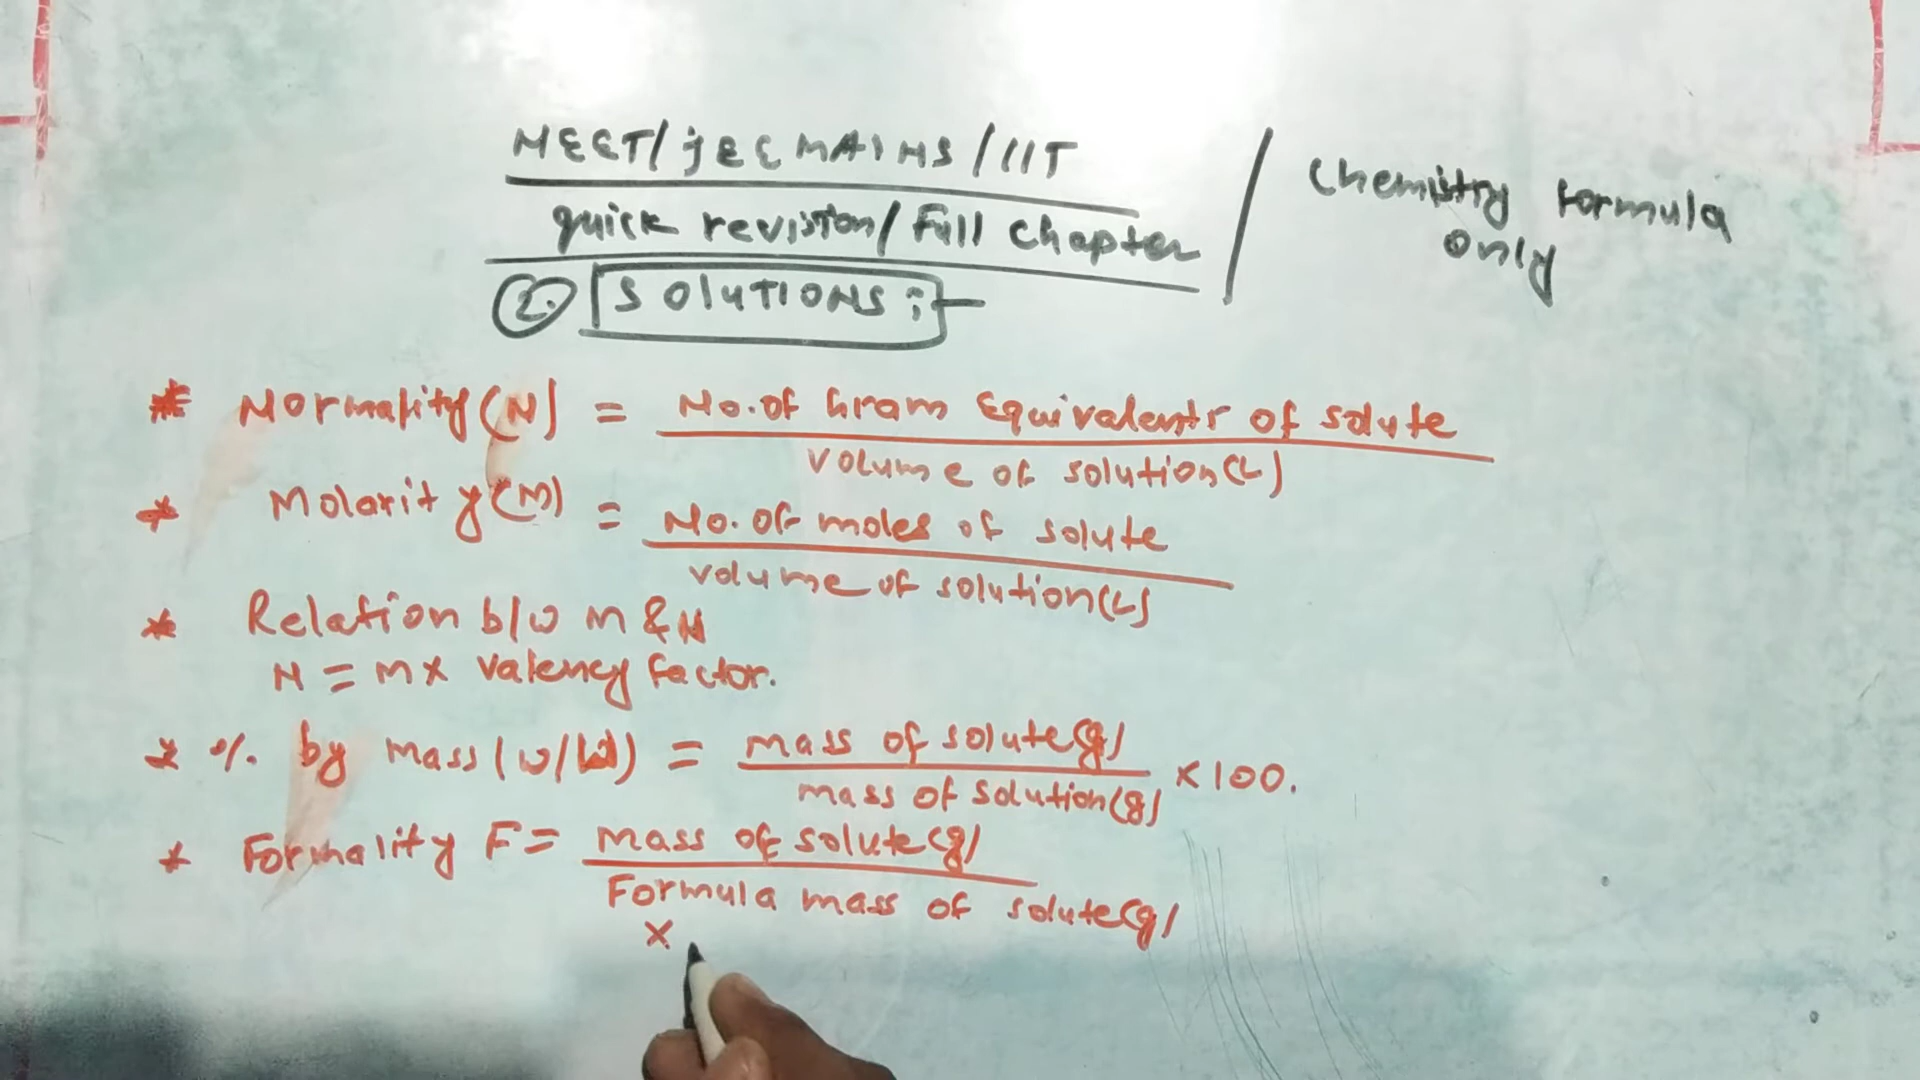 NEET/jEE MAINS/IIT
quick revision/Full chapter
Chemistry Formula
only
2. SOlUTIONS:-
* Normality(N) = No.of Gram Equivalents of solute
volume of solution(L)
* Molarity(M) = No.of moles of solute
volume of solution(L)
* Relation b/w M & N
N = M x valency factor.
* % by mass(w/W) = mass of solute(g)
mass of solution(g) x 100.
* Formality F = mass of solute(g)
Formula mass of solute(g)
x